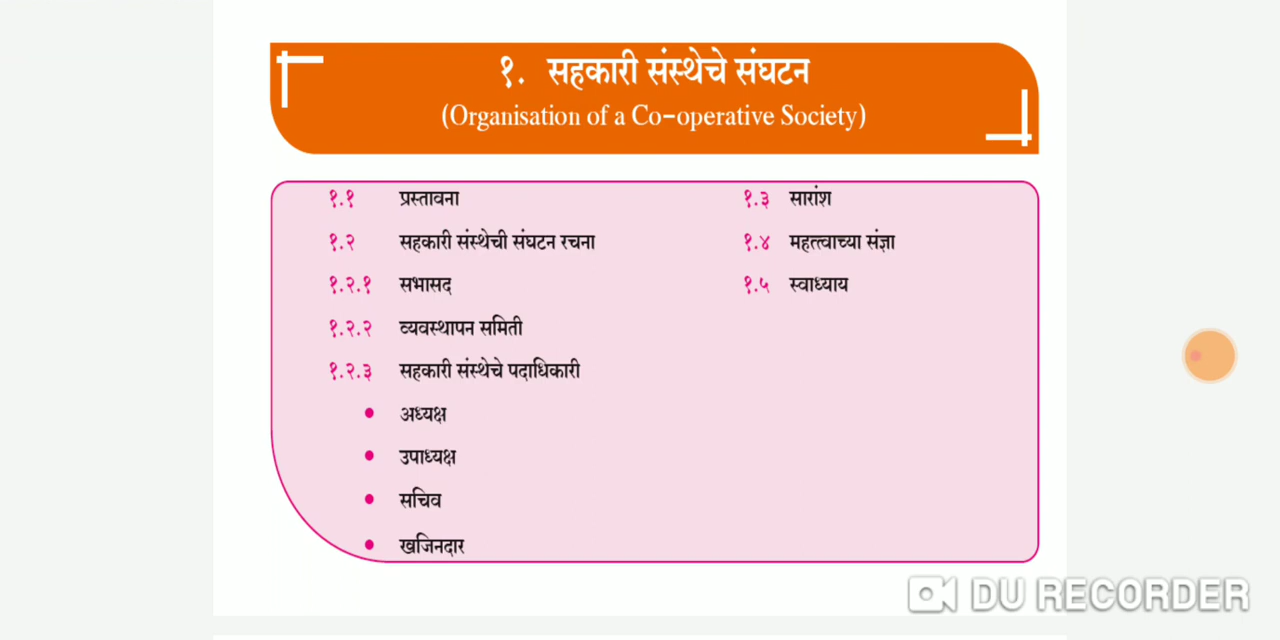 १. सहकारी संस्थेचे संघटन
(Organisation of a Co-operative Society)
१.१ प्रस्तावना
१.२ सहकारी संस्थेची संघटन रचना
१.२.१ सभासद
१.२.२ व्यवस्थापन समिती
१.२.३ सहकारी संस्थेचे पदाधिकारी
• अध्यक्ष
• उपाध्यक्ष
• सचिव
• खजिनदार
१.३ सारांश
१.४ महत्त्वाच्या संज्ञा
१.५ स्वाध्याय
DU RECORDER